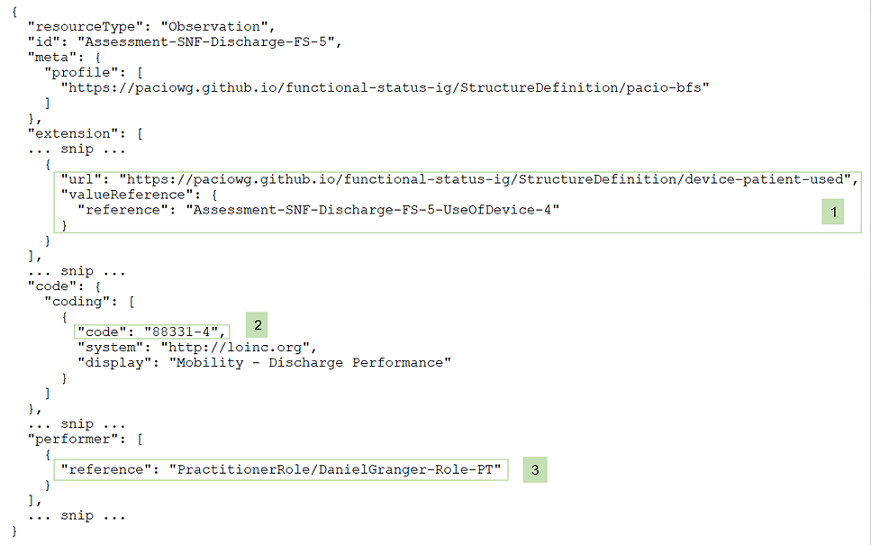 {
"resourceType": "Observation",
"id": "Assessment-SNF-Discharge-FS-5",
"meta": {
"profile": [
"https://paciowg.github.io/functional-status-ig/StructureDefinition/pacio-bfs"
]
},
"extension": [
... snip ...
{
"url": "https://paciowg.github.io/functional-status-ig/StructureDefinition/device-patient-used",
"valueReference": {
"reference": "Assessment-SNF-Discharge-FS-5-UseOfDevice-4" 1
}
}
],
... snip ...
"code": {
"coding": [
{
"code": "88331-4", 2
"system": "http://loinc.org",
"display": "Mobility - Discharge Performance"
}
]
},
... snip ...
"performer": [
{
"reference": "PractitionerRole/DanielGranger-Role-PT" 3
}
],
... snip ...
}